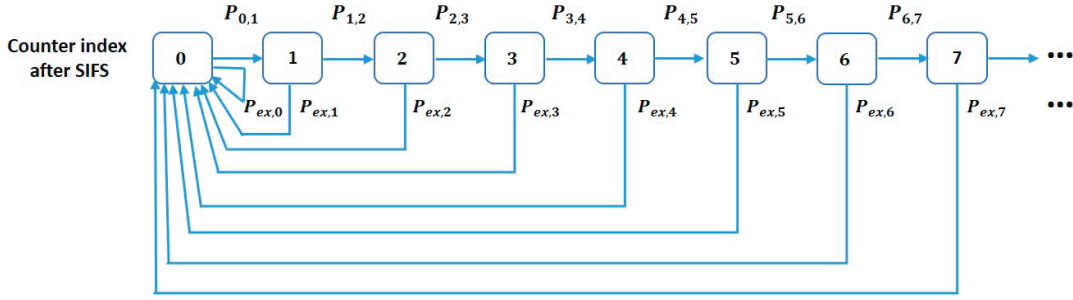 P0,1 P1,2 P2,3 P3,4 P4,5 P5,6 P6,7
Counter index
after SIFS
0 1 2 3 4 5 6 7 •••
Pex,0 Pex,1 Pex,2 Pex,3 Pex,4 Pex,5 Pex,6 Pex,7 •••